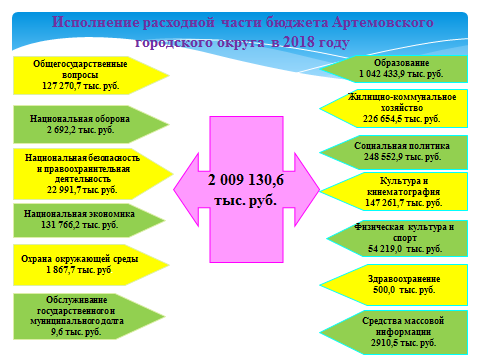 Исполнение расходной части бюджета Артемовского
городского округа в 2018 году
Общегосударственные
вопросы
127 270,7 тыс. руб.
Национальная оборона
2 692,2 тыс. руб.
Национальная безопасность
и правоохранительная
деятельность
22 991,7 тыс. руб.
Национальная экономика
131 766,2 тыс. руб.
Охрана окружающей среды
1 867,7 тыс. руб
Обслуживание
государственного и
муниципального долга
9,6 тыс. руб.
2 009 130,6
тыс. руб.
Образование
1 042 433,9 тыс. руб.
Жилищно-коммунальное
хозяйство
226 654,5 тыс. руб.
Социальная политика
248 552,9 тыс. руб.
Культура и
кинематография
147 261,7 тыс. руб.
Физическая культура и
спорт
54 219,0 тыс. руб.
Здравоохранение
500,0 тыс. руб.
Средства массовой
информации
2910,5 тыс. руб.